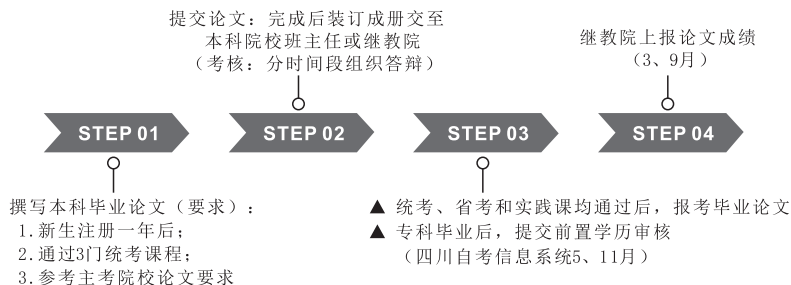 提交论文：完成后装订成册交至
本科院校班主任或继教院
（考核：分时间段组织答辩）
继教院上报论文成绩
（3、9月）
STEP 01
STEP 02
STEP 03
STEP 04
撰写本科毕业论文（要求）：
1.新生注册一年后；
2.通过3门统考课程；
3.参考主考院校论文要求
▲ 统考、省考和实践课均通过后，报考毕业论文
▲ 专科毕业后，提交前置学历审核
（四川自考信息系统5、11月）